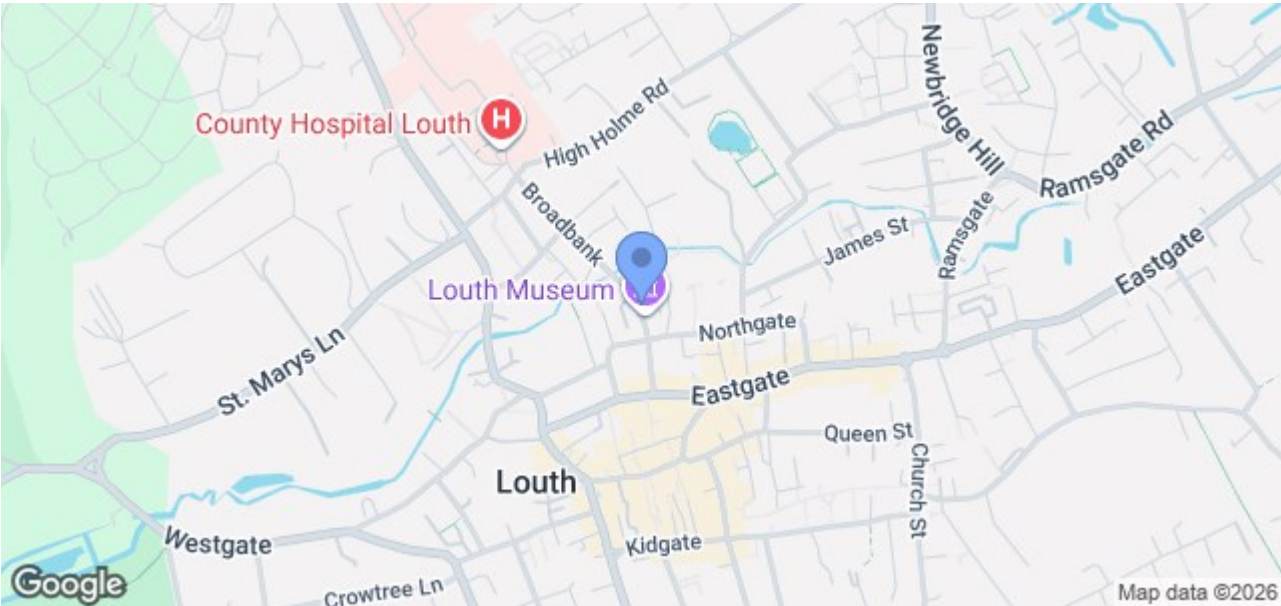 Newbridge Hill
High Holme Rd
County Hospital Louth
H
Ramsgate Rd
Broadbank
Ramsgate
James St
Eastgate
Louth Museum
Northgate
St. Marys Ln
Eastgate
Queen St
Church St
Louth
Westgate
Kidgate
Crowtree Ln
Google
Map data ©2026